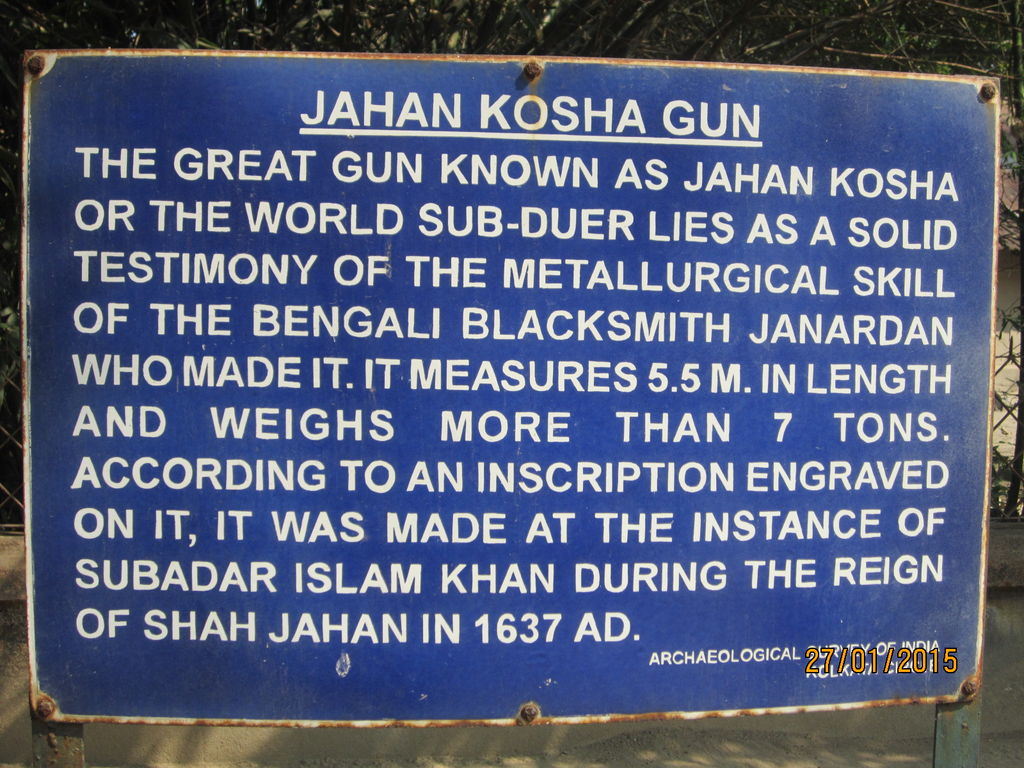 JAHAN KOSHA GUN
THE GREAT GUN KNOWN AS JAHAN KOSHA
OR THE WORLD SUB-DUER LIES AS A SOLID
TESTIMONY OF THE METALLURGICAL SKILL
OF THE BENGALI BLACKSMITH JANARDAN
WHO MADE IT. IT MEASURES 5.5 M. IN LENGTH
AND WEIGHS MORE THAN 7 TONS.
ACCORDING TO AN INSCRIPTION ENGRAVED
ON IT, IT WAS MADE AT THE INSTANCE OF
SUBADAR ISLAM KHAN DURING THE REIGN
OF SHAH JAHAN IN 1637 AD.
ARCHAEOLOGICAL SURVEY OF INDIA
27/01/2015